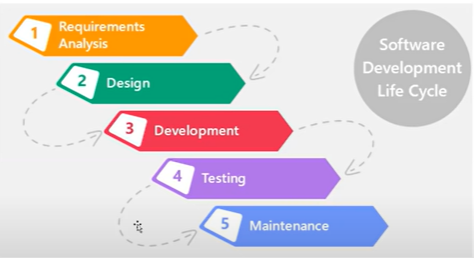 1
Requirements
Analysis
Software
Development
Life Cycle
2
Design
3
Development
4
Testing
5
Maintenance